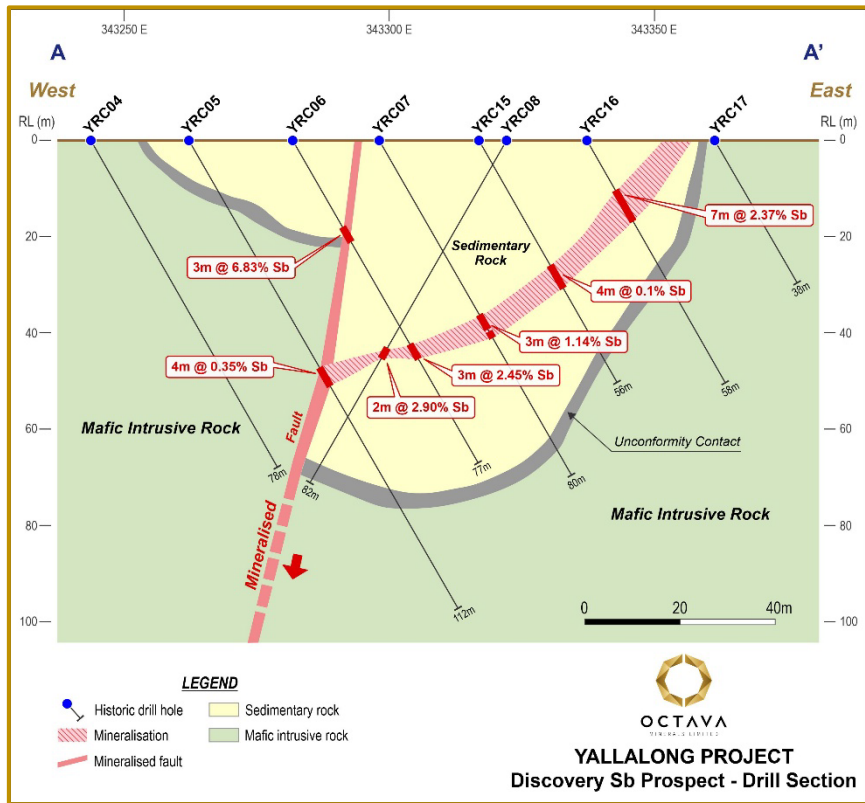 343250 E
343300 E
343350 E
A
A'
West
East
RL (m)
RL (m)
YRC04
YRC05
YRC06
YRC07
YRC15
YRC08
YRC16
YRC17
0
0
20
20
40
40
60
60
80
80
100
100
7m @ 2.37% Sb
Sedimentary
Rock
3m @ 6.83% Sb
4m @ 0.1% Sb
38m
3m @ 1.14% Sb
4m @ 0.35% Sb
3m @ 2.45% Sb
2m @ 2.90% Sb
56m
58m
Mafic Intrusive Rock
Fault
Unconformity Contact
77m
78m
80m
82m
Mafic Intrusive Rock
Mineralised
112m
0
20
40m
LEGEND
Historic drill hole
Sedimentary rock
Mineralisation
Mafic intrusive rock
Mineralised fault
OCTAVA
MINERALS LIMITED
YALLALONG PROJECT
Discovery Sb Prospect - Drill Section